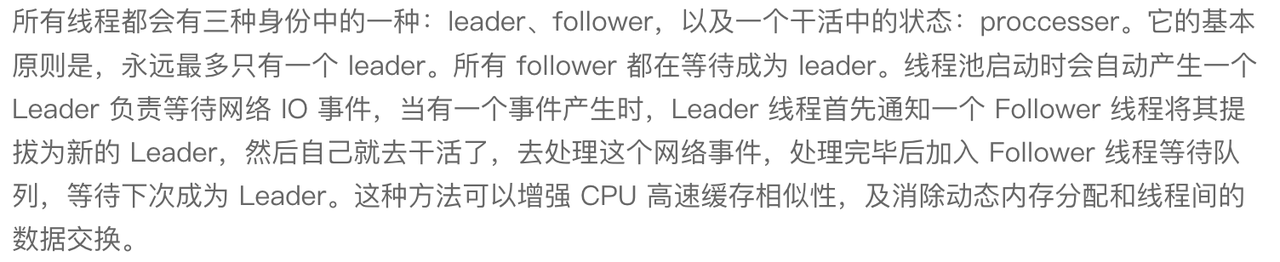 所有线程都会有三种身份中的一种：leader、follower，以及一个干活中的状态：proccesser。它的基本
原则是，永远最多只有一个 leader。所有 follower 都在等待成为 leader。线程池启动时会自动产生一个
Leader 负责等待网络 IO 事件，当有一个事件产生时，Leader 线程首先通知一个 Follower 线程将其提
拔为新的 Leader，然后自己就去干活了，去处理这个网络事件，处理完毕后加入 Follower 线程等待队
列，等待下次成为 Leader。这种方法可以增强 CPU 高速缓存相似性，及消除动态内存分配和线程间的
数据交换。